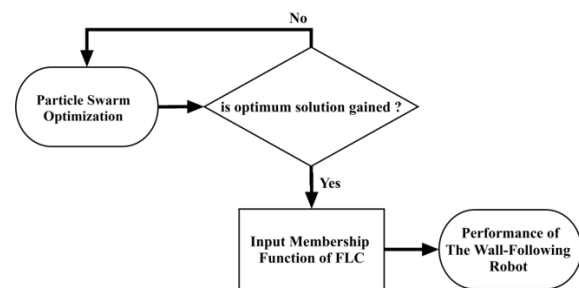 No
Particle Swarm
Optimization
is optimum solution gained ?
Yes
Input Membership
Function of FLC
Performance of
The Wall-Following
Robot